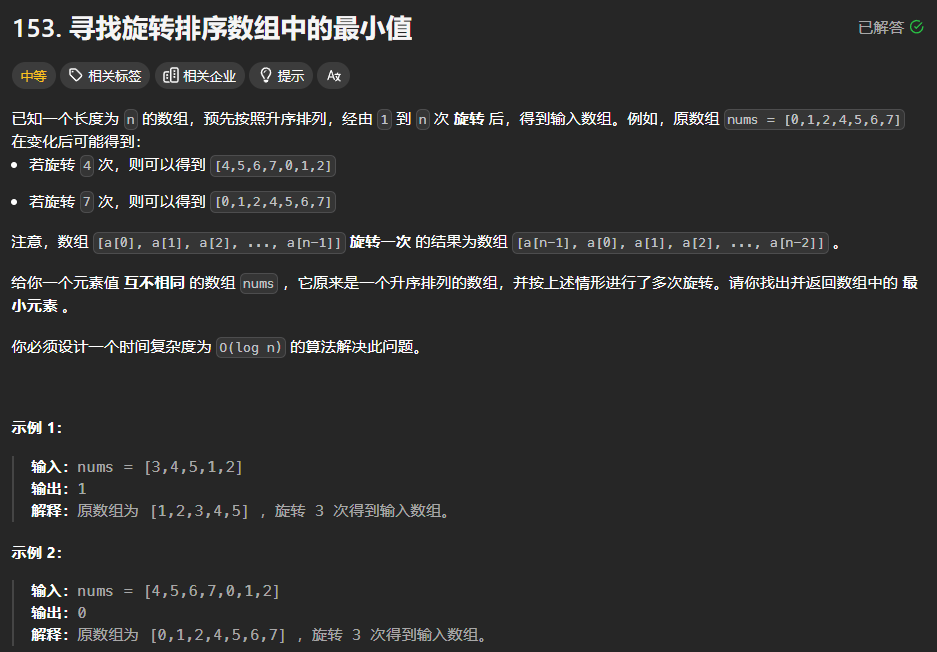 153. 寻找旋转排序数组中的最小值
已解答
中等 相关标签 相关企业 提示 Aあ
已知一个长度为 n 的数组，预先按照升序排列，经由 1 到 n 次 旋转 后，得到输入数组。例如，原数组 nums = [0,1,2,4,5,6,7]
在变化后可能得到：
• 若旋转 4 次，则可以得到 [4,5,6,7,0,1,2]
• 若旋转 7 次，则可以得到 [0,1,2,4,5,6,7]
注意，数组 [a[0], a[1], a[2], ..., a[n-1]] 旋转一次 的结果为数组 [a[n-1], a[0], a[1], a[2], ..., a[n-2]] 。
给你一个元素值 互不相同 的数组 nums ，它原来是一个升序排列的数组，并按上述情形进行了多次旋转。请你找出并返回数组中的 最
小元素 。
你必须设计一个时间复杂度为 O(log n) 的算法解决此问题。
示例 1：
输入：nums = [3,4,5,1,2]
输出：1
解释：原数组为 [1,2,3,4,5] ，旋转 3 次得到输入数组。
示例 2：
输入：nums = [4,5,6,7,0,1,2]
输出：0
解释：原数组为 [0,1,2,4,5,6,7] ，旋转 3 次得到输入数组。